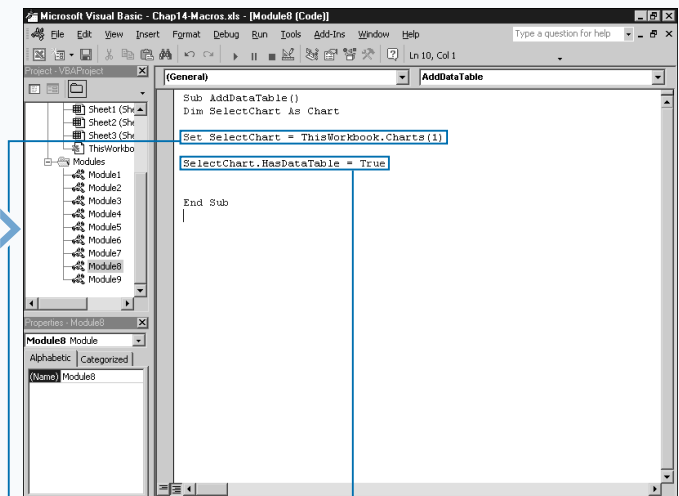 Microsoft Visual Basic - Chap14-Macros.xls - [Module8 (Code)]
File Edit View Insert Format Debug Run Tools Add-Ins Window Help
Type a question for help
Ln 10, Col 1
Project - VBAProject
(General)
AddDataTable
Sheet1 (She
Sheet2 (She
Sheet3 (She
ThisWorkbo
Modules
Module1
Module2
Module3
Module4
Module5
Module6
Module7
Module8
Module9
Properties - Module8
Module8 Module
Alphabetic Categorized
(Name) Module8
Sub AddDataTable()
Dim SelectChart As Chart
Set SelectChart = ThisWorkbook.Charts(1)
SelectChart.HasDataTable = True
End Sub